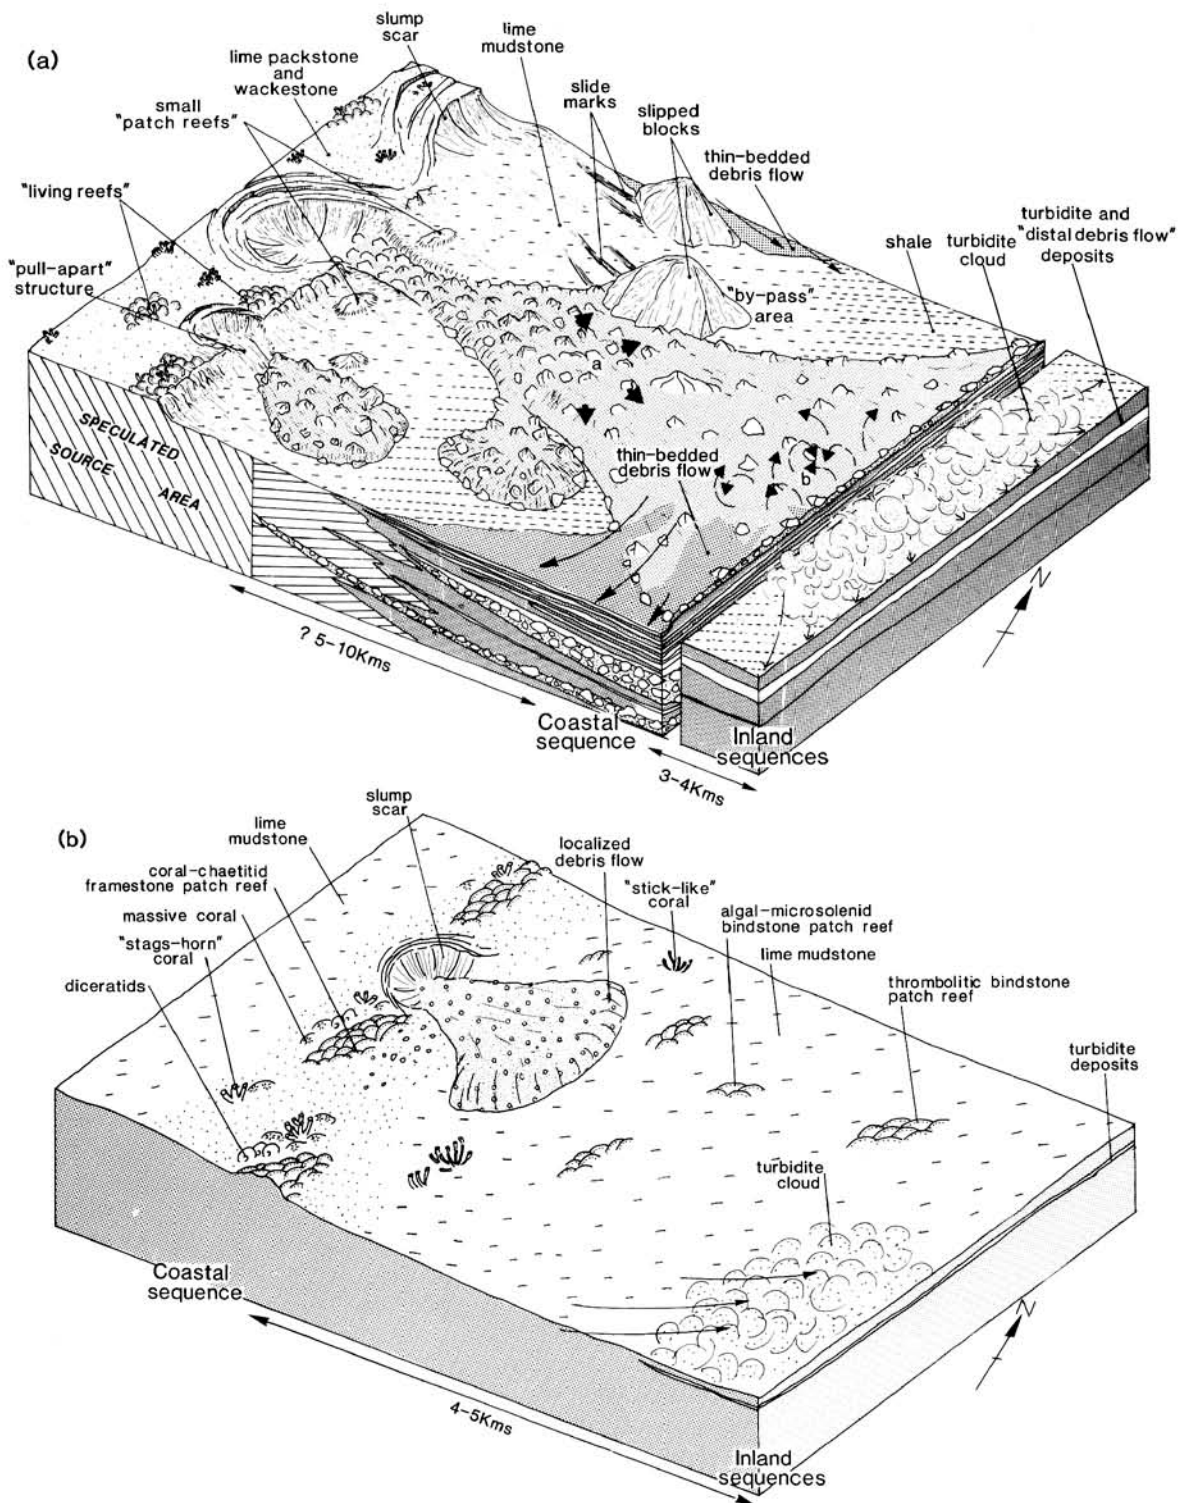 (a)
slump
scar
lime
mudstone
lime packstone
and
wackestone
small
"patch reefs"
slide
marks
slipped
blocks
thin-bedded
debris flow
"living reefs"
"pull-apart"
structure
shale
turbidite
cloud
turbidite and
"distal debris flow"
deposits
"by-pass"
area
a
b
thin-bedded
debris flow
SPECULATED
SOURCE
AREA
N
? 5-10Kms
Coastal
sequence
Inland
sequences
3-4Kms
(b)
slump
scar
lime
mudstone
coral-chaetitid
framestone patch reef
massive coral
"stags-horn"
coral
diceratids
localized
debris flow
"stick-like"
coral
algal-microsolenid
bindstone patch reef
lime mudstone
thrombolitic bindstone
patch reef
turbidite
deposits
turbidite
cloud
Coastal
sequence
N
4-5Kms
Inland
sequences